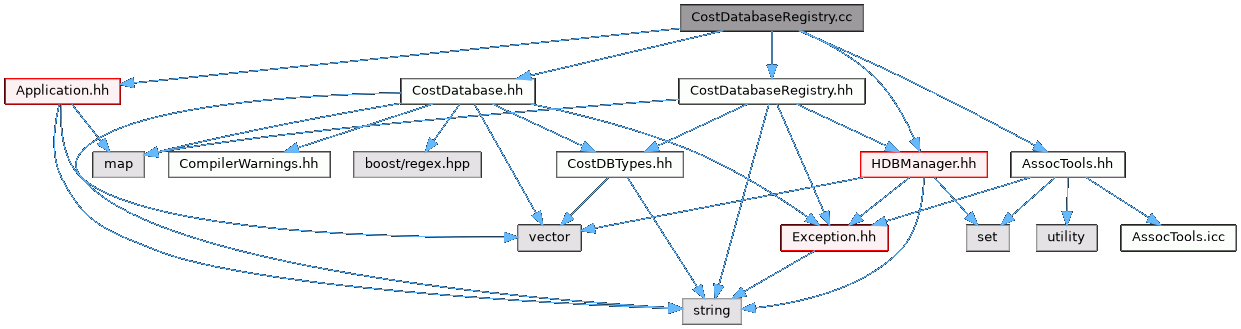 CostDatabaseRegistry.cc
Application.hh
CostDatabase.hh
CostDatabaseRegistry.hh
map
CompilerWarnings.hh
boost/regex.hpp
CostDBTypes.hh
HDBManager.hh
AssocTools.hh
vector
Exception.hh
set
utility
AssocTools.icc
string